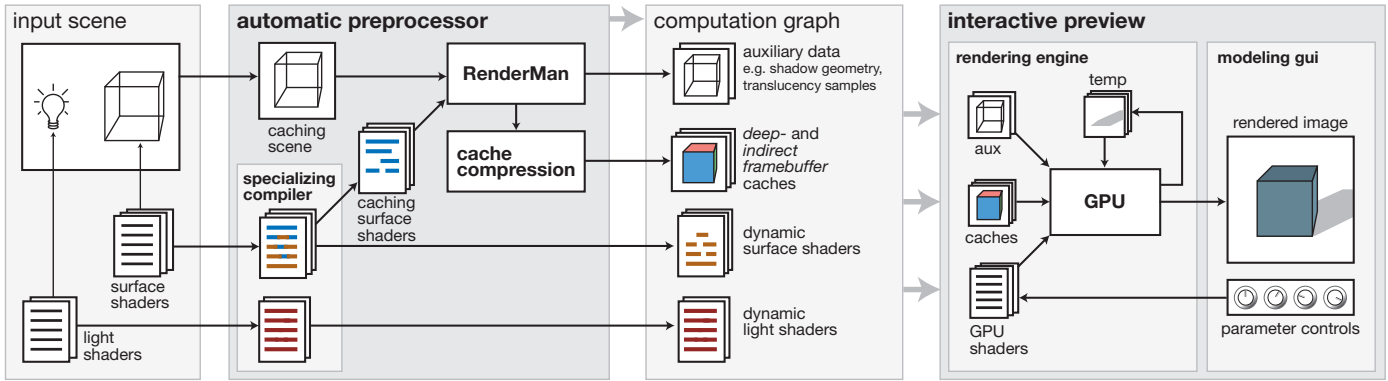 input scene
surface
shaders
light
shaders
automatic preprocessor
caching
scene
RenderMan
cache
compression
specializing
compiler
caching
surface
shaders
computation graph
auxiliary data
e.g. shadow geometry,
translucency samples
deep- and
indirect
framebuffer
caches
dynamic
surface shaders
dynamic
light shaders
interactive preview
rendering engine
temp
aux
GPU
caches
GPU
shaders
modeling gui
rendered image
parameter controls